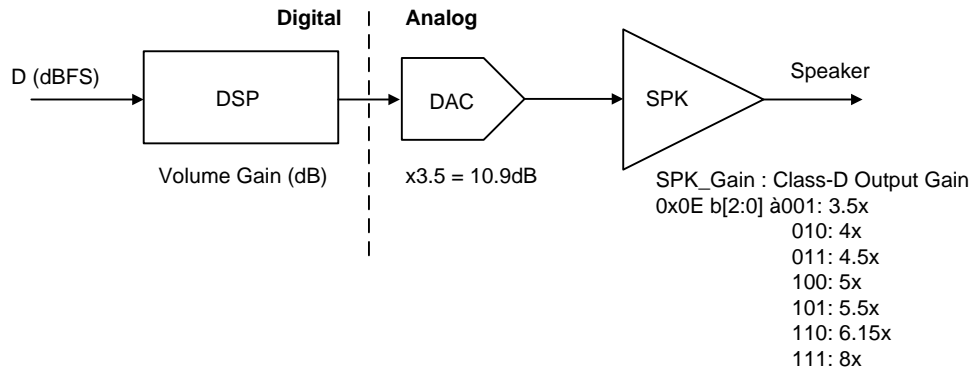 Digital
Analog
D (dBFS)
DSP
DAC
SPK
Speaker
Volume Gain (dB)
x3.5 = 10.9dB
SPK_Gain : Class-D Output Gain
0x0E b[2:0] à001: 3.5x
010: 4x
011: 4.5x
100: 5x
101: 5.5x
110: 6.15x
111: 8x